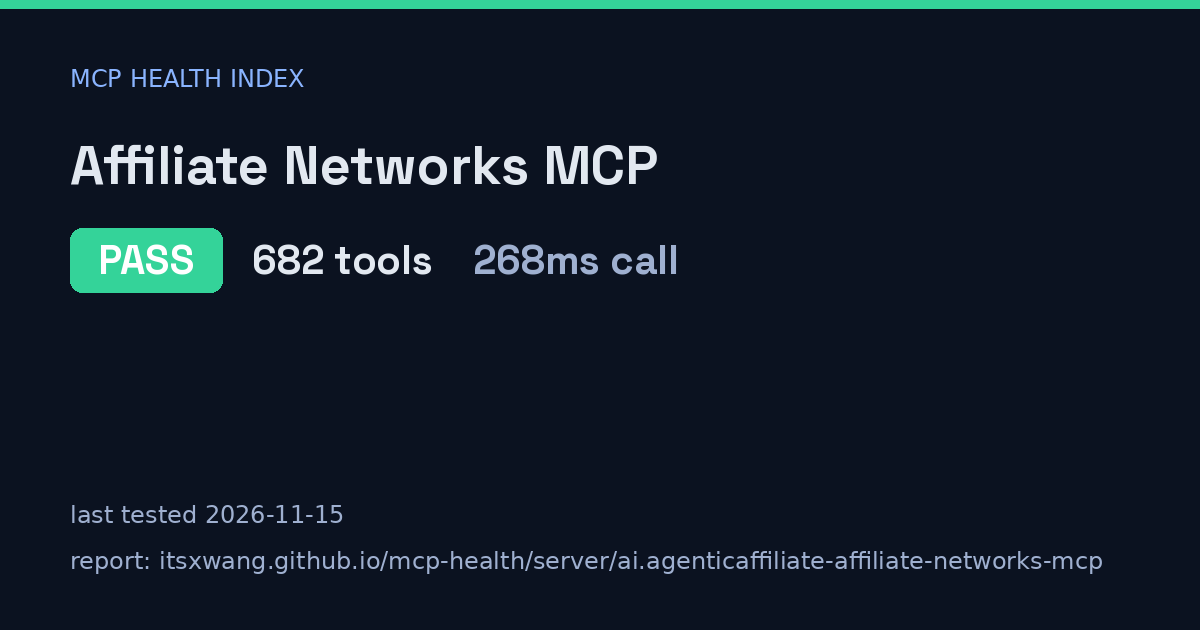 MCP HEALTH INDEX
Affiliate Networks MCP
PASS 682 tools 268ms call
last tested 2026-11-15
report: itsxwang.github.io/mcp-health/server/ai.agenticaffiliate-affiliate-networks-mcp